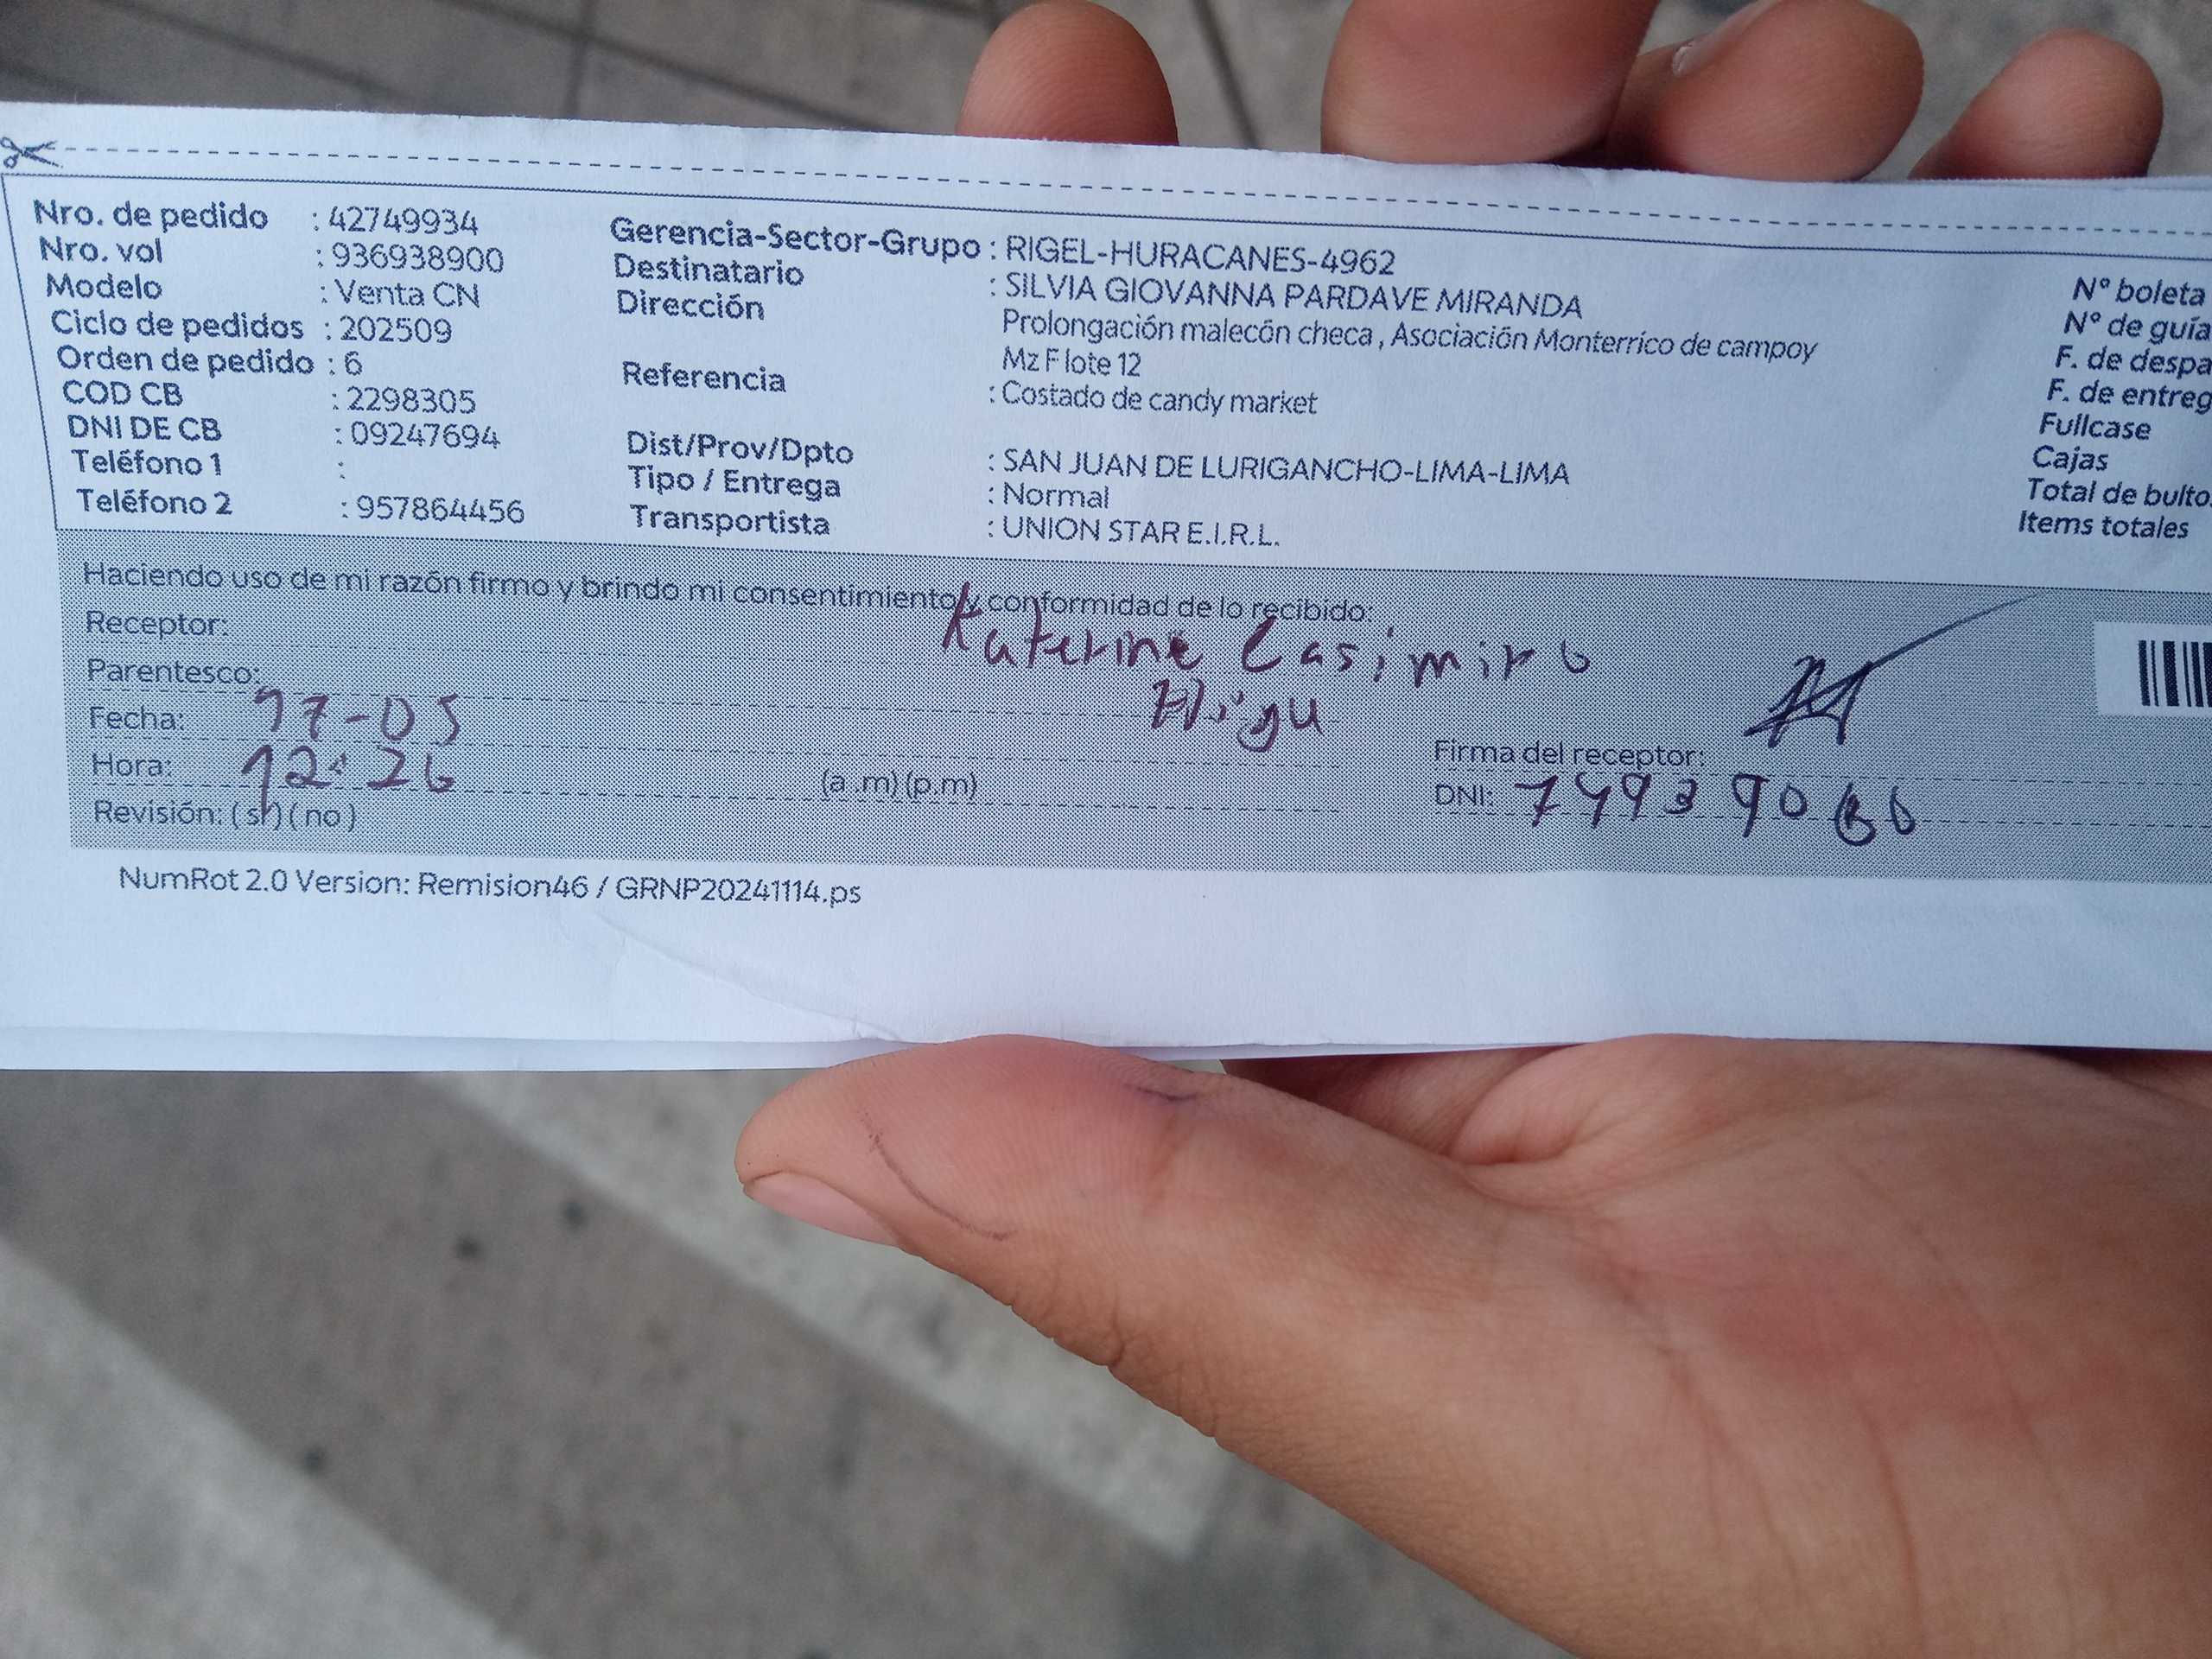 Nro. de pedido : 42749934
Nro. vol : 936938900
Modelo : Venta CN
Ciclo de pedidos : 202509
Orden de pedido : 6
COD CB : 2298305
DNI DE CB : 09247694
Teléfono 1 :
Teléfono 2 : 957864456
Gerencia-Sector-Grupo : RIGEL-HURACANES-4962
Destinatario : SILVIA GIOVANNA PARDAVE MIRANDA
Dirección Prolongación malecón checa , Asociación Monterrico de campoy
Mz F lote 12
Referencia : Costado de candy market
Dist/Prov/Dpto : SAN JUAN DE LURIGANCHO-LIMA-LIMA
Tipo / Entrega : Normal
Transportista : UNION STAR E.I.R.L.
N° boleta
N° de guía
F. de despa
F. de entreg
Fullcase
Cajas
Total de bulto
Items totales
Haciendo uso de mi razón firmo y brindo mi consentimiento y conformidad de lo recibido:
Receptor: Katerine Casimiro
Parentesco:
Fecha: 17-05
Hora: 12:26 (a .m) (p.m)
Revisión: ( si ) ( no )
Firma del receptor:
DNI:
NumRot 2.0 Version: Remision46 / GRNP20241114.ps